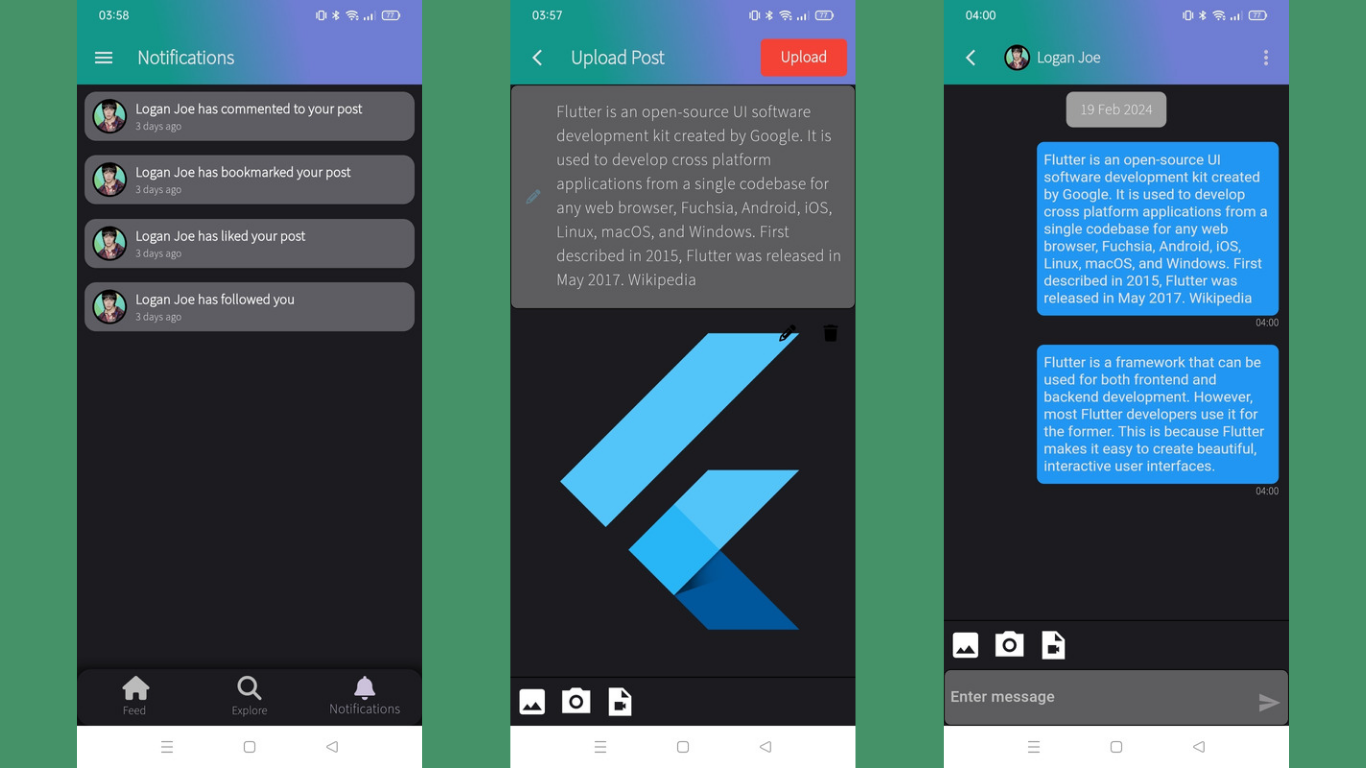 03:58
77
Notifications
Logan Joe has commented to your post
3 days ago
Logan Joe has bookmarked your post
3 days ago
Logan Joe has liked your post
3 days ago
Logan Joe has followed you
3 days ago
Feed
Explore
Notifications
03:57
77
Upload Post
Upload
Flutter is an open-source UI software
development kit created by Google. It is
used to develop cross platform
applications from a single codebase for
any web browser, Fuchsia, Android, iOS,
Linux, macOS, and Windows. First
described in 2015, Flutter was released in
May 2017. Wikipedia
04:00
77
Logan Joe
19 Feb 2024
Flutter is an open-source UI
software development kit created
by Google. It is used to develop
cross platform applications from a
single codebase for any web
browser, Fuchsia, Android, iOS,
Linux, macOS, and Windows. First
described in 2015, Flutter was
released in May 2017. Wikipedia
04:00
Flutter is a framework that can be
used for both frontend and
backend development. However,
most Flutter developers use it for
the former. This is because Flutter
makes it easy to create beautiful,
interactive user interfaces.
04:00
Enter message